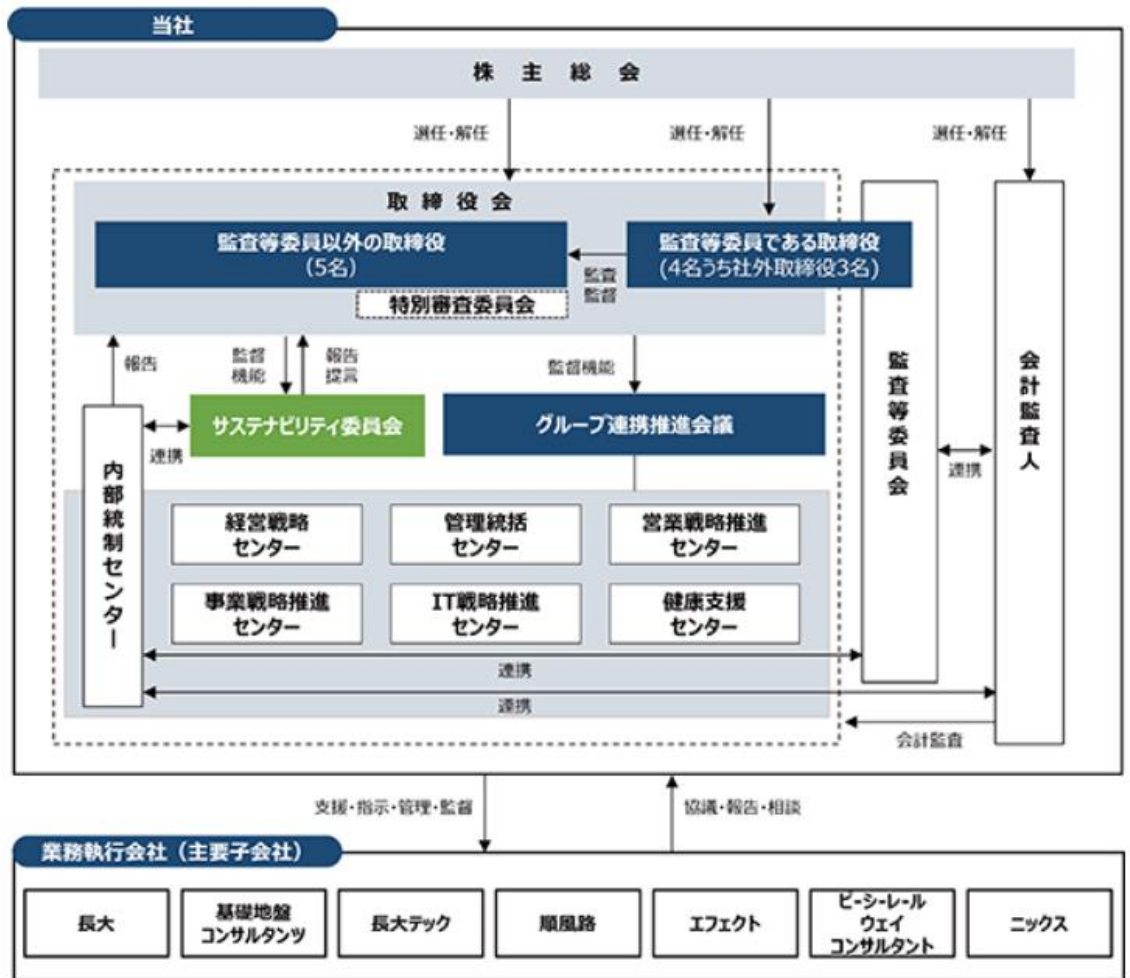 当社
株主総会
選任・解任
選任・解任
選任・解任
取締役会
監査等委員以外の取締役
(5名)
監査等委員である取締役
(4名うち社外取締役3名)
監査
監督
特別審査委員会
報告
監督
機能
報告
提言
監督機能
サステナビリティ委員会
グループ連携推進会議
連携
内部統制センター
監査等委員会
連携
会計監査人
経営戦略
センター
管理統括
センター
営業戦略推進
センター
事業戦略推進
センター
IT戦略推進
センター
健康支援
センター
連携
連携
会計監査
支援・指示・管理・監督
協議・報告・相談
業務執行会社（主要子会社）
長大
基礎地盤
コンサルタンツ
長大テック
順風路
エフェクト
ピーシーレール
ウェイ
コンサルタント
ニックス